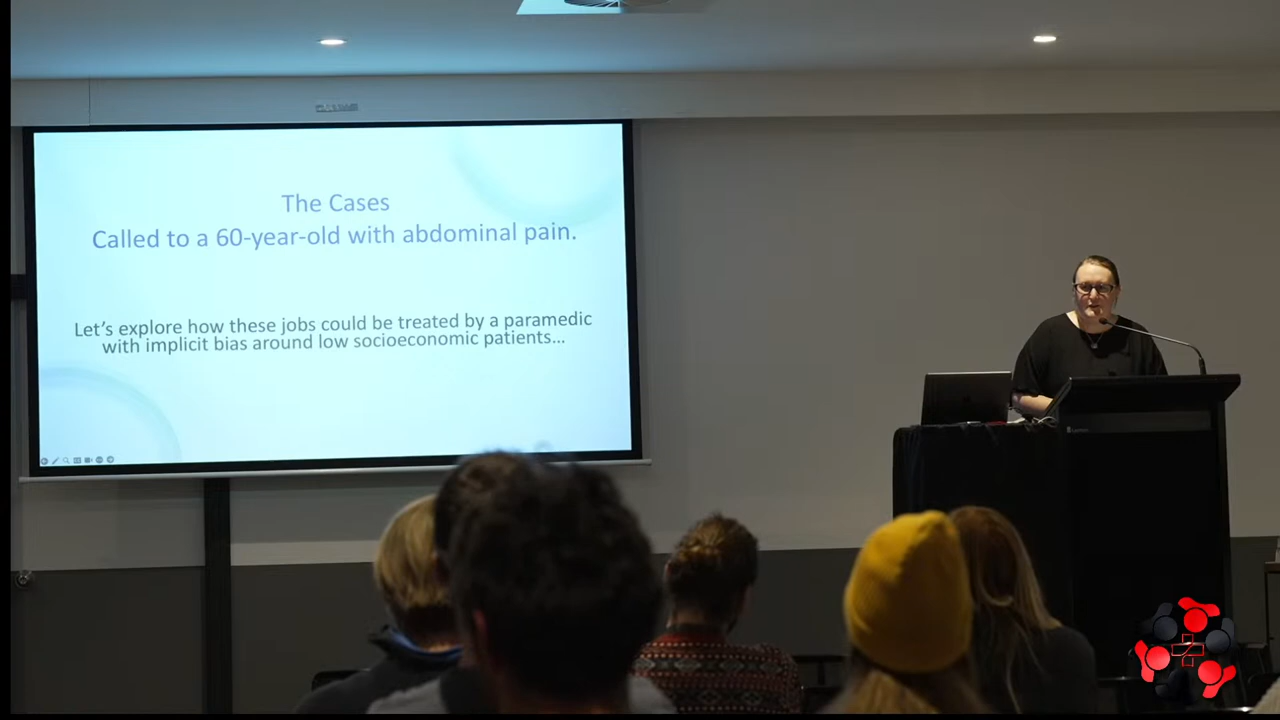 The Cases
Called to a 60-year-old with abdominal pain.
Let's explore how these jobs could be treated by a paramedic
with implicit bias around low socioeconomic patients...